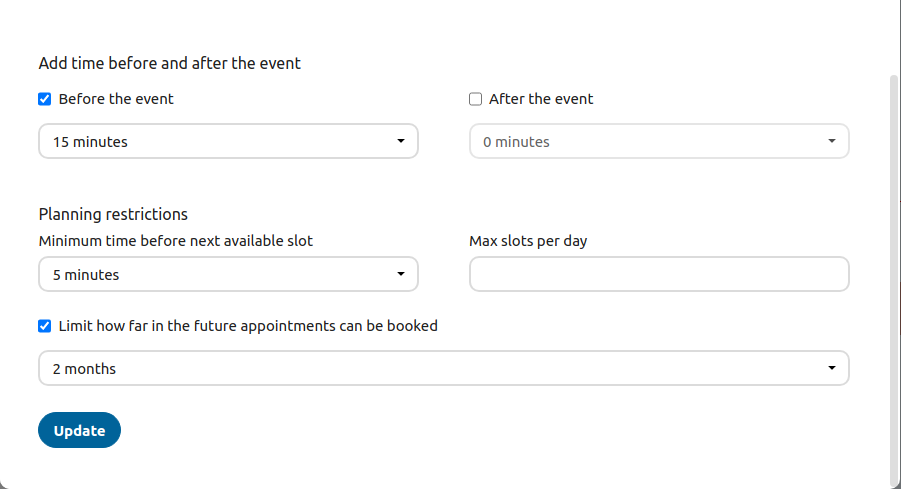 Add time before and after the event
Before the event
After the event
15 minutes
0 minutes
Planning restrictions
Minimum time before next available slot
Max slots per day
5 minutes
Limit how far in the future appointments can be booked
2 months
Update